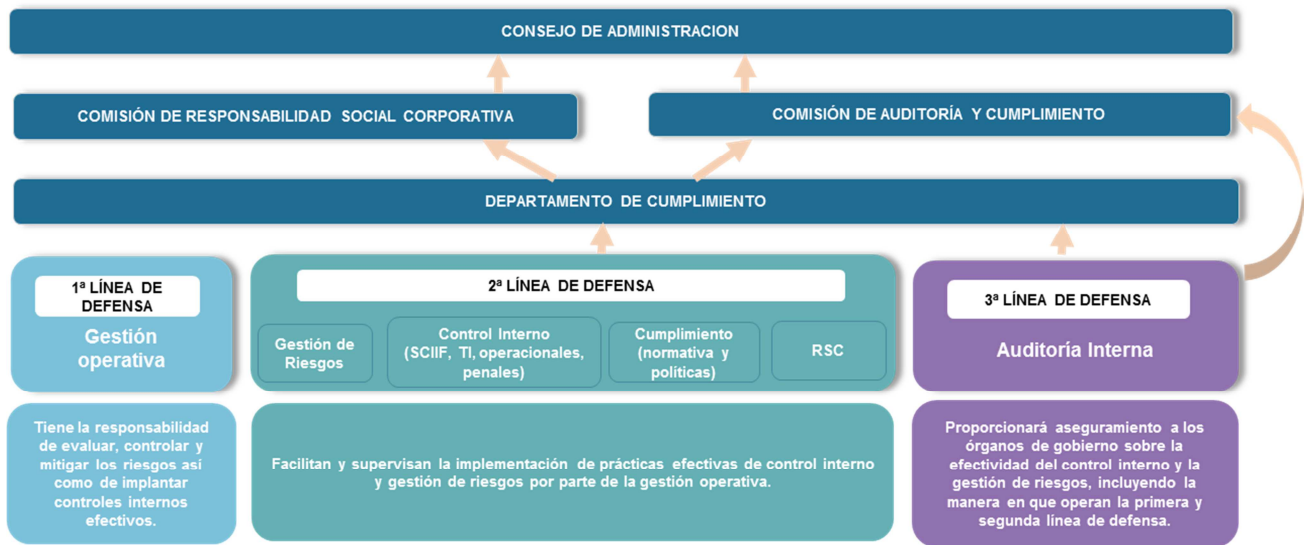 CONSEJO DE ADMINISTRACION
COMISIÓN DE RESPONSABILIDAD SOCIAL CORPORATIVA
COMISIÓN DE AUDITORÍA Y CUMPLIMIENTO
DEPARTAMENTO DE CUMPLIMIENTO
1ª LÍNEA DE
DEFENSA
Gestión
operativa
2ª LÍNEA DE DEFENSA
Gestión de
Riesgos
Control Interno
(SCIIF, TI, operacionales,
penales)
Cumplimiento
(normativa y
políticas)
RSC
3ª LÍNEA DE DEFENSA
Auditoría Interna
Tiene la responsabilidad
de evaluar, controlar y
mitigar los riesgos así
como de implantar
controles internos
efectivos.
Facilitan y supervisan la implementación de prácticas efectivas de control interno
y gestión de riesgos por parte de la gestión operativa.
Proporcionará aseguramiento a los
órganos de gobierno sobre la
efectividad del control interno y la
gestión de riesgos, incluyendo la
manera en que operan la primera y
segunda línea de defensa.